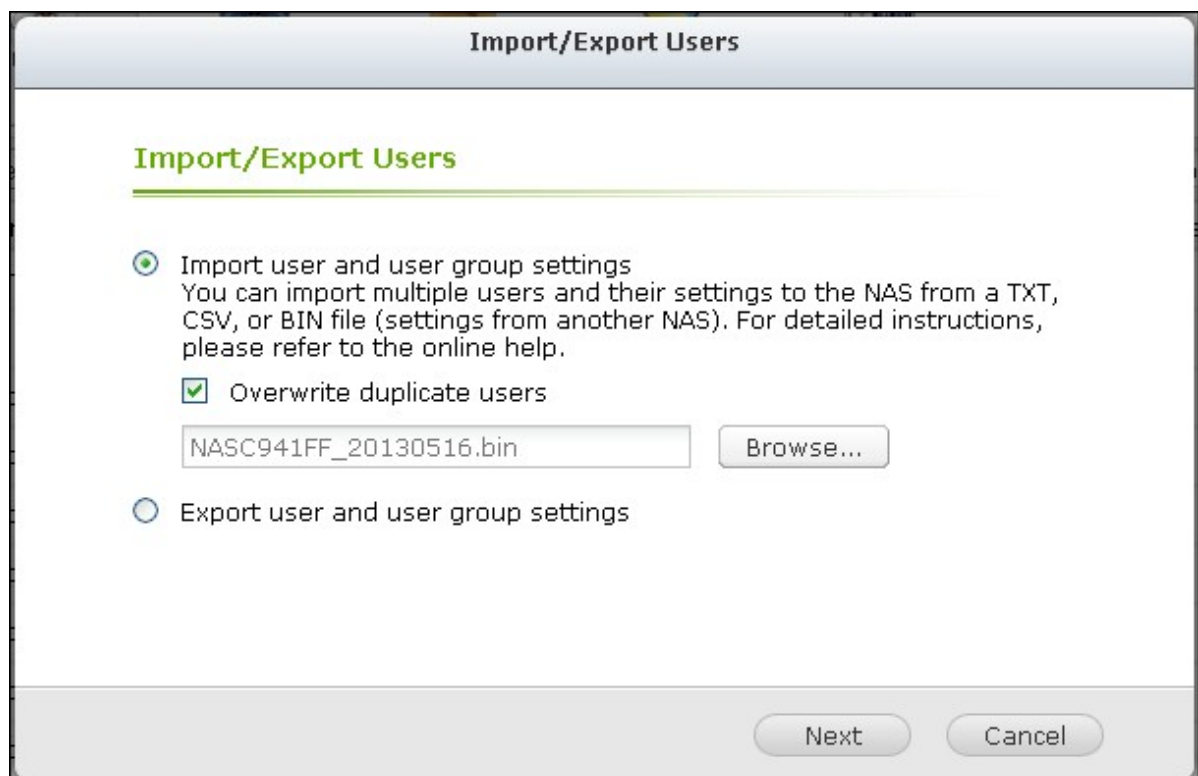 Import/Export Users
Import/Export Users
Import user and user group settings
You can import multiple users and their settings to the NAS from a TXT,
CSV, or BIN file (settings from another NAS). For detailed instructions,
please refer to the online help.
Overwrite duplicate users
NASC941FF_20130516.bin
Browse...
Export user and user group settings
Next
Cancel